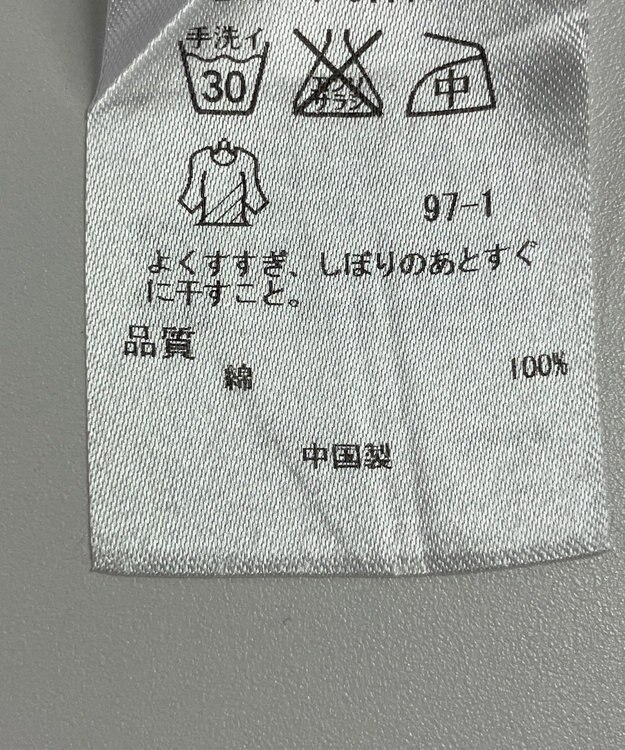 手洗イ
30
エンソ
サラシ
中
97-1
よくすすぎ、しぼりのあとすぐ
に干すこと。
品質
綿 100%
中国製